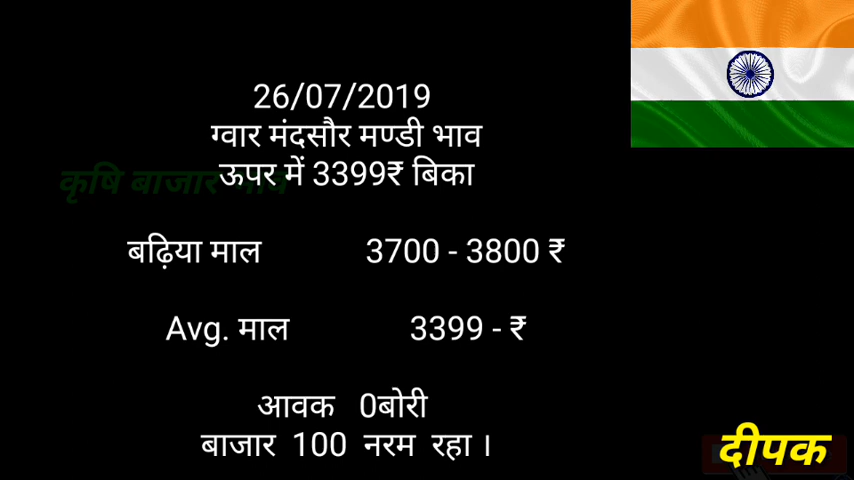 26/07/2019
ग्वार मंदसौर मण्डी भाव
ऊपर में 3399₹ बिका
कृषि बाजार भाव
बढ़िया माल 3700 - 3800 ₹
Avg. माल 3399 - ₹
आवक 0बोरी
बाजार 100 नरम रहा ।
दीपक